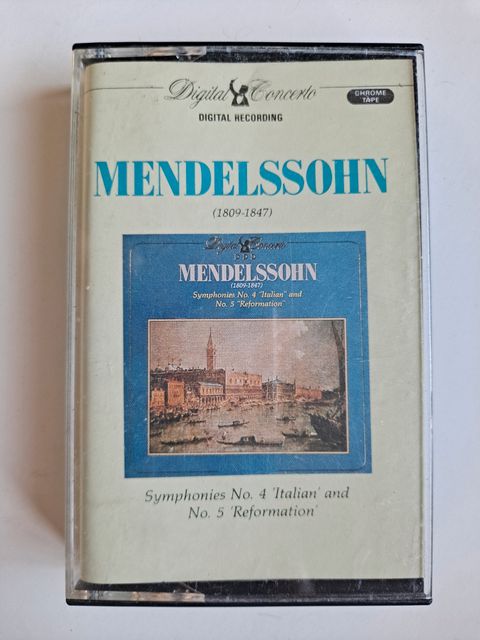 Digital Concerto
CHROME
TAPE
DIGITAL RECORDING
MENDELSSOHN
(1809-1847)
Digital Concerto
DDD
MENDELSSOHN
(1809-1847)
Symphonies No. 4 "Italian" and
No. 5 "Reformation"
Symphonies No. 4 'Italian' and
No. 5 'Reformation'